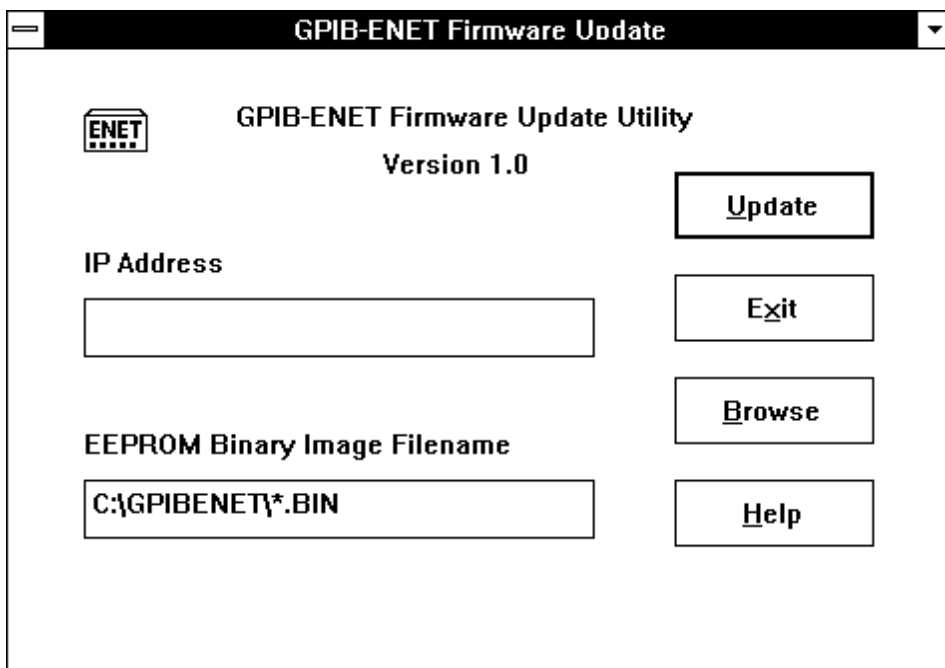 GPIB-ENET Firmware Update
ENET
GPIB-ENET Firmware Update Utility
Version 1.0
Update
IP Address
Exit
Browse
EEPROM Binary Image Filename
C:\GPIBENET\*.BIN
Help